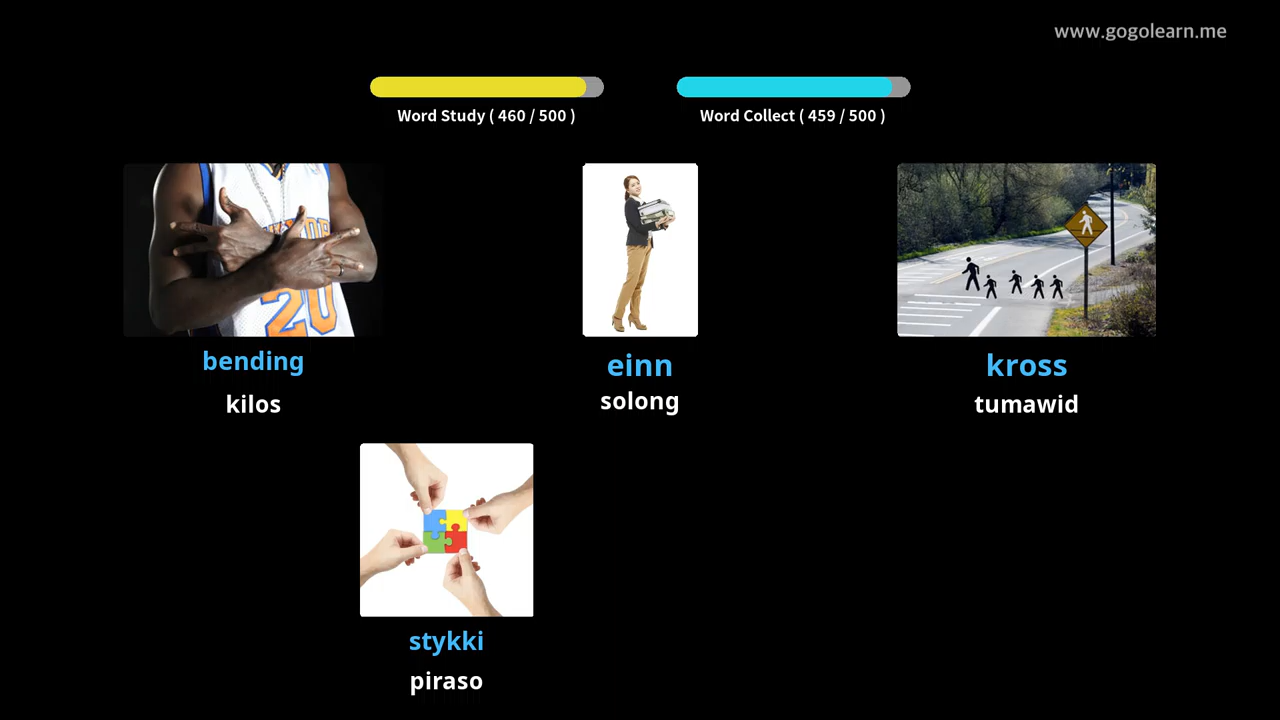 www.gogolearn.me
Word Study ( 460 / 500 )
Word Collect ( 459 / 500 )
20
bending
einn
kross
kilos
solong
tumawid
stykki
piraso